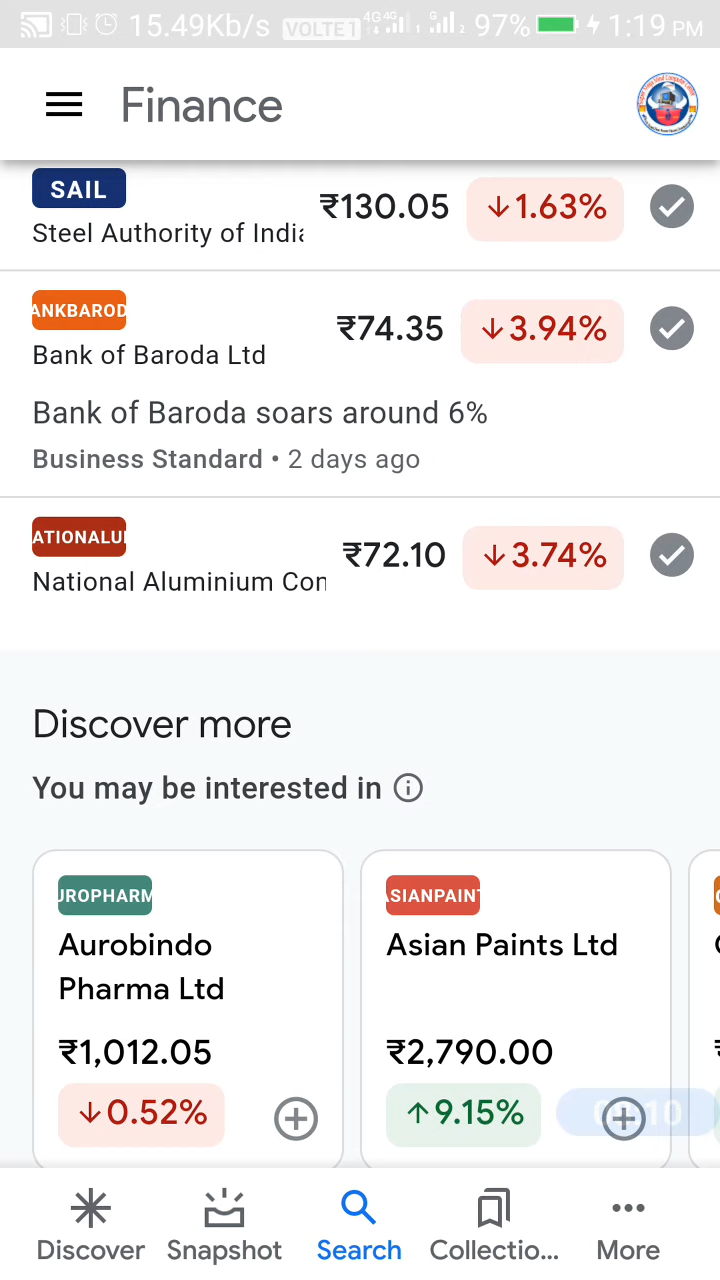 15.49Kb/s VOLTE 1 4G 4G 1 G 2 97% 1:19 PM
Finance
SAIL
₹130.05 ↓1.63%
Steel Authority of India
ANKBAROD
₹74.35 ↓3.94%
Bank of Baroda Ltd
Bank of Baroda soars around 6%
Business Standard • 2 days ago
ATIONALUI
₹72.10 ↓3.74%
National Aluminium Con
Discover more
You may be interested in
UROPHARM ASIANPAINT
Aurobindo Asian Paints Ltd
Pharma Ltd
₹1,012.05 ₹2,790.00
↓0.52% ↑9.15%
Discover Snapshot Search Collectio... More